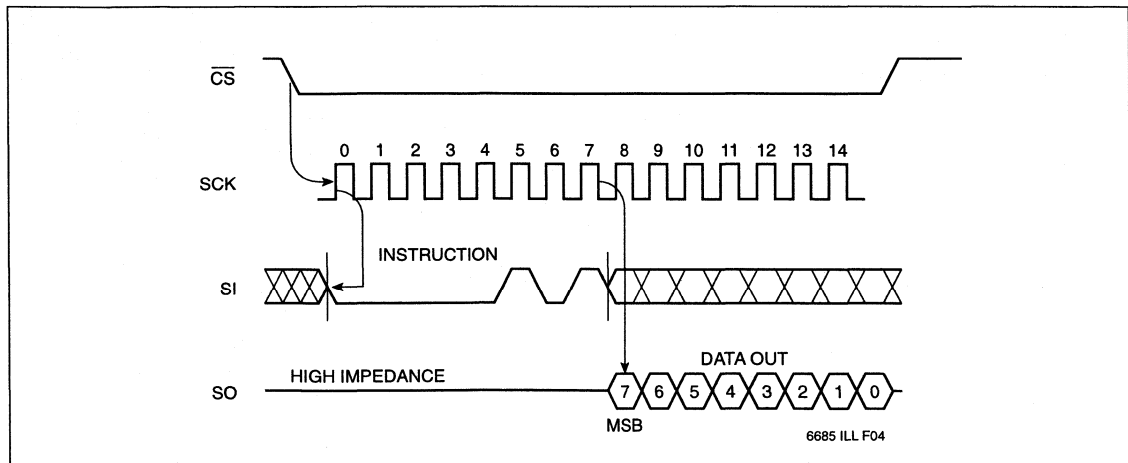 CS
0 1 2 3 4 5 6 7 8 9 10 11 12 13 14
SCK
INSTRUCTION
SI
DATA OUT
HIGH IMPEDANCE
SO
7 6 5 4 3 2 1 0
MSB
6685 ILL F04